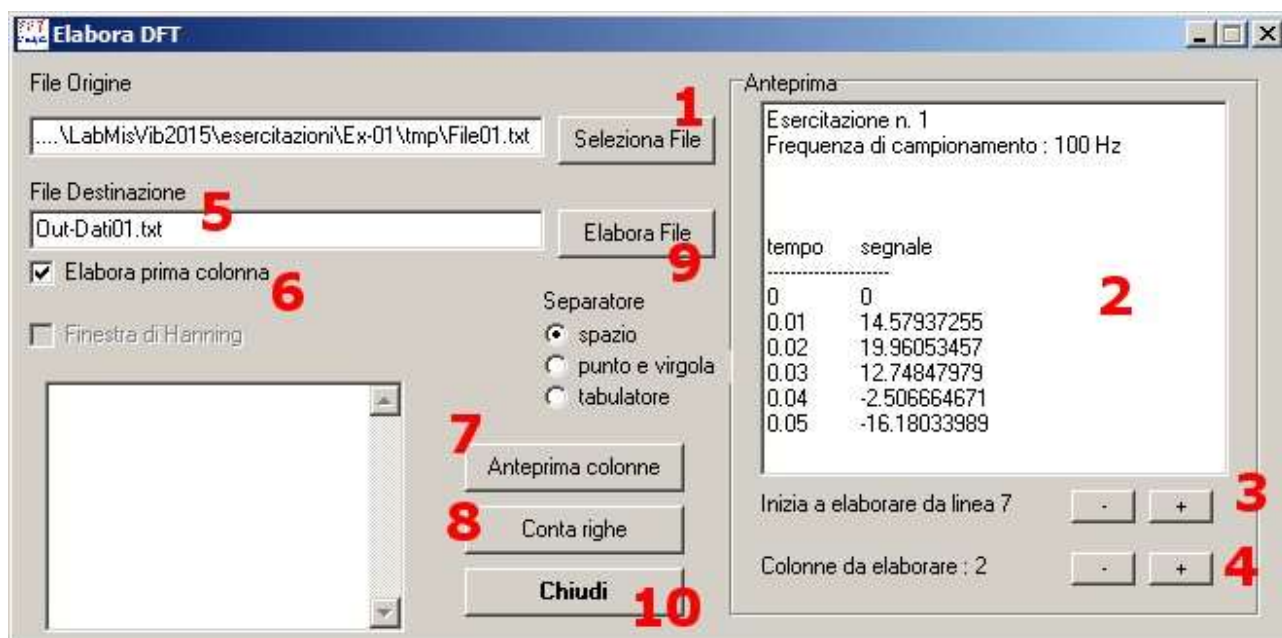 Elabora DFT
File Origine
....\LabMisVib2015\esercitazioni\Ex-01\tmp\File01.txt
Seleziona File
1
File Destinazione
5
Out-Dati01.txt
Elabora File
9
Elabora prima colonna
6
Finestra di Hanning
Separatore
spazio
punto e virgola
tabulatore
7
Anteprima colonne
8
Conta righe
Chiudi
10
Anteprima
Esercitazione n. 1
Frequenza di campionamento : 100 Hz
tempo segnale
--------------------
0 0
0.01 14.57937255
0.02 19.96053457
0.03 12.74847979
0.04 -2.506664671
0.05 -16.18033989
2
Inizia a elaborare da linea 7
- +
3
Colonne da elaborare : 2
- +
4